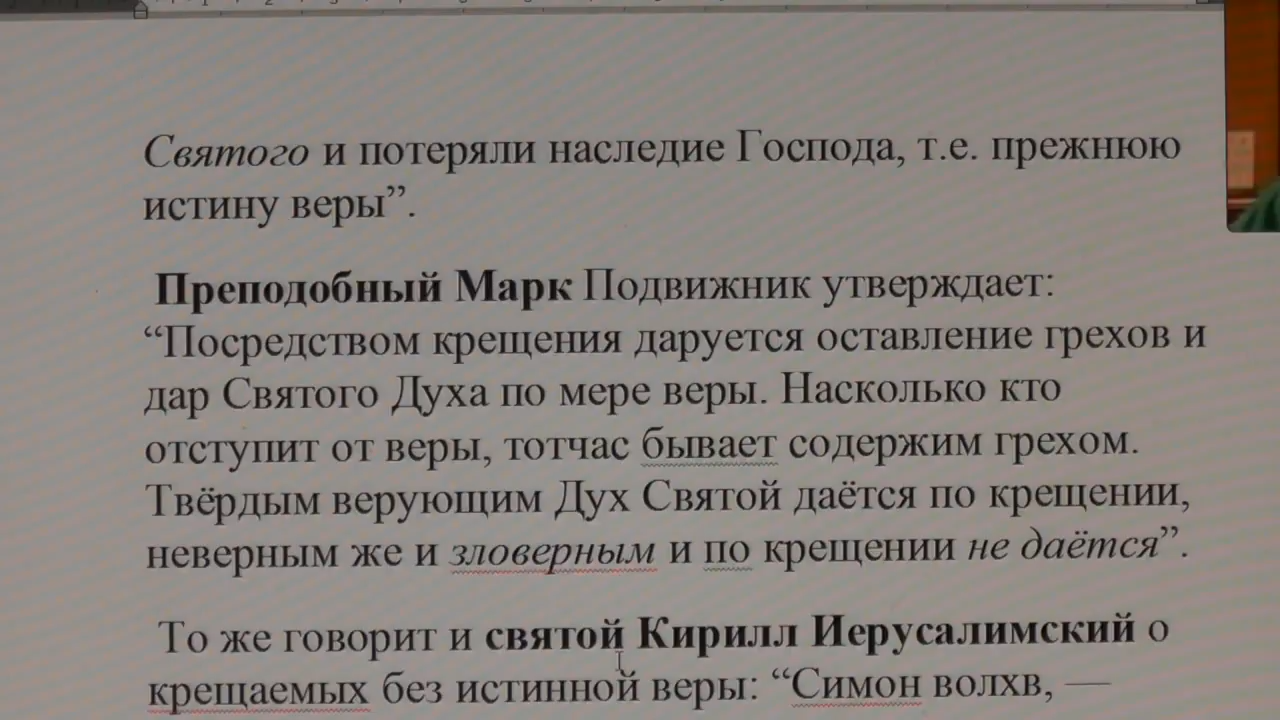 Святого и потеряли наследие Господа, т.е. прежнюю
истину веры”.
Преподобный Марк Подвижник утверждает:
“Посредством крещения даруется оставление грехов и
дар Святого Духа по мере веры. Насколько кто
отступит от веры, тотчас бывает содержим грехом.
Твёрдым верующим Дух Святой даётся по крещении,
неверным же и зловерным и по крещении не даётся”.
То же говорит и святой Кирилл Иерусалимский о
крещаемых без истинной веры: “Симон волхв, —